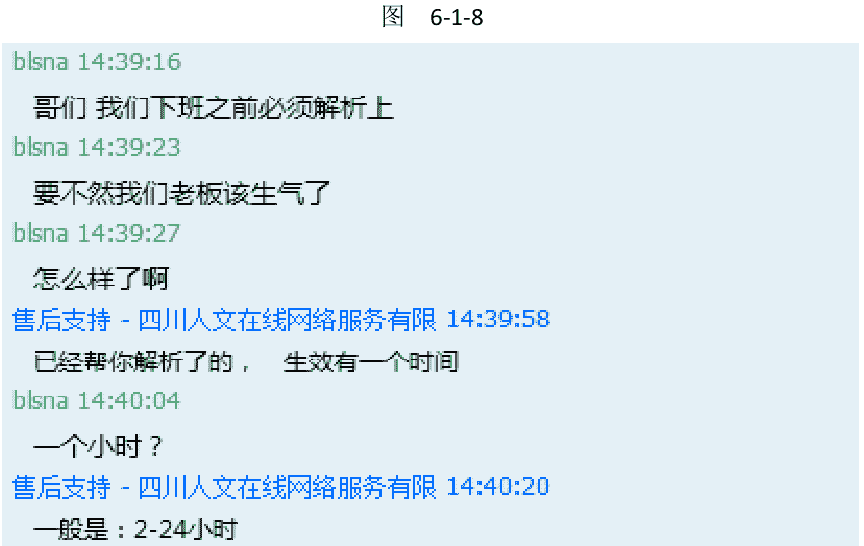 图 6-1-8
blsna 14:39:16
哥们 我们下班之前必须解析上
blsna 14:39:23
要不然我们老板该生气了
blsna 14:39:27
怎么样了啊
售后支持 - 四川人文在线网络服务有限 14:39:58
已经帮你解析了的， 生效有一个时间
blsna 14:40:04
一个小时？
售后支持 - 四川人文在线网络服务有限 14:40:20
一般是：2-24小时